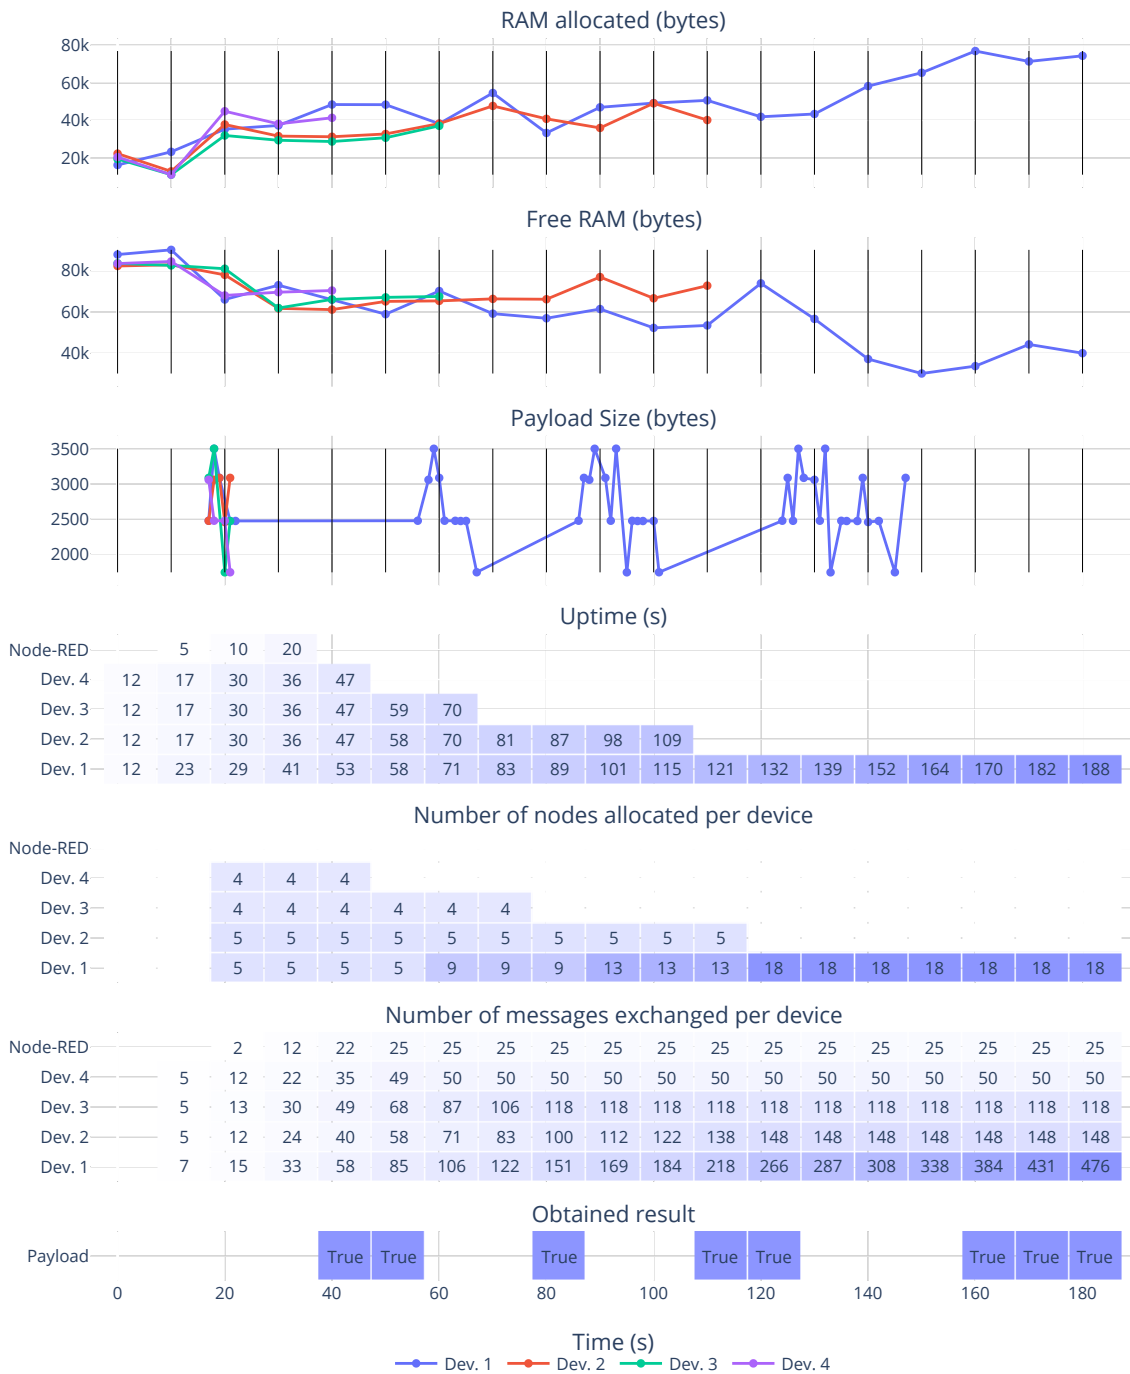 RAM allocated (bytes)
80k
60k
40k
20k
Free RAM (bytes)
80k
60k
40k
Payload Size (bytes)
3500
3000
2500
2000
Uptime (s)
Node-RED 5 10 20
Dev. 4 12 17 30 36 47
Dev. 3 12 17 30 36 47 59 70
Dev. 2 12 17 30 36 47 58 70 81 87 98 109
Dev. 1 12 23 29 41 53 58 71 83 89 101 115 121 132 139 152 164 170 182 188
Number of nodes allocated per device
Node-RED
Dev. 4 4 4 4
Dev. 3 4 4 4 4 4 4
Dev. 2 5 5 5 5 5 5 5 5 5 5
Dev. 1 5 5 5 5 9 9 9 13 13 13 18 18 18 18 18 18 18
Number of messages exchanged per device
Node-RED 2 12 22 25 25 25 25 25 25 25 25 25 25 25 25 25 25
Dev. 4 5 12 22 35 49 50 50 50 50 50 50 50 50 50 50 50 50 50
Dev. 3 5 13 30 49 68 87 106 118 118 118 118 118 118 118 118 118 118 118
Dev. 2 5 12 24 40 58 71 83 100 112 122 138 148 148 148 148 148 148 148
Dev. 1 7 15 33 58 85 106 122 151 169 184 218 266 287 308 338 384 431 476
Obtained result
Payload True True True True True True True True
0 20 40 60 80 100 120 140 160 180
Time (s)
Dev. 1 Dev. 2 Dev. 3 Dev. 4